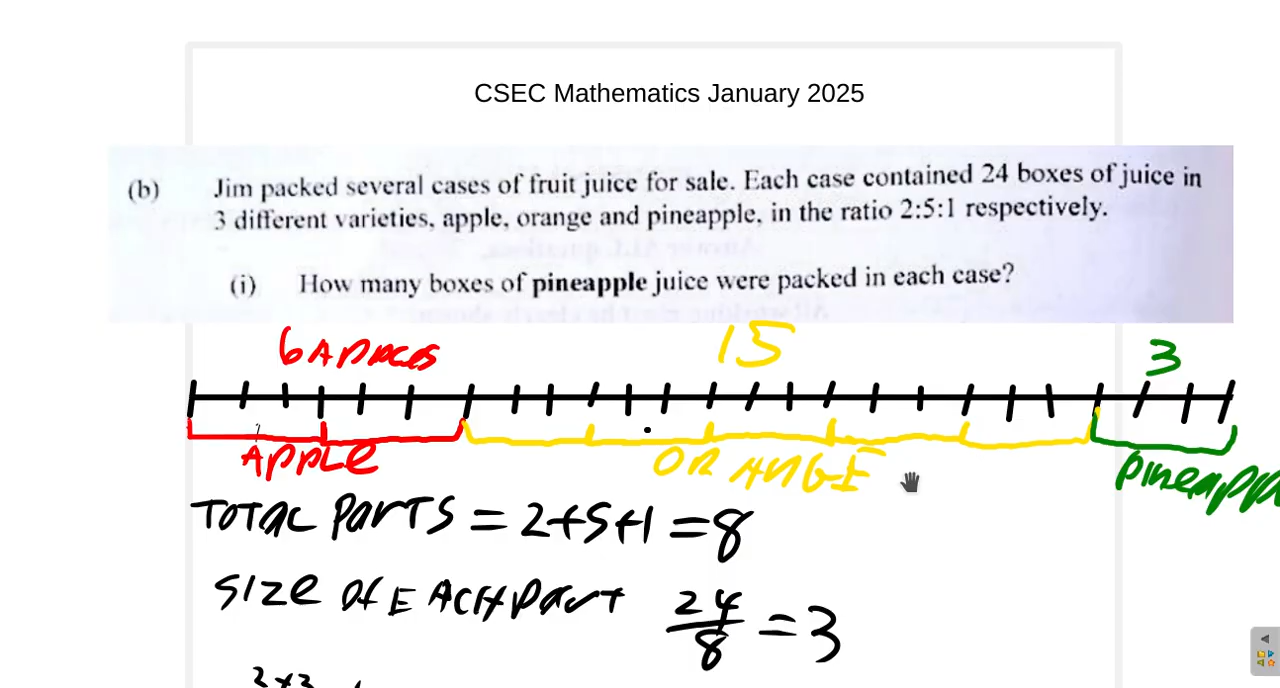 CSEC Mathematics January 2025
(b) Jim packed several cases of fruit juice for sale. Each case contained 24 boxes of juice in
3 different varieties, apple, orange and pineapple, in the ratio 2:5:1 respectively.
(i) How many boxes of pineapple juice were packed in each case?
6 15 3
APPLE ORANGE
TOTAL PARTS = 2+5+1 = 8
SIZE OF EACH PART 24/8 = 3